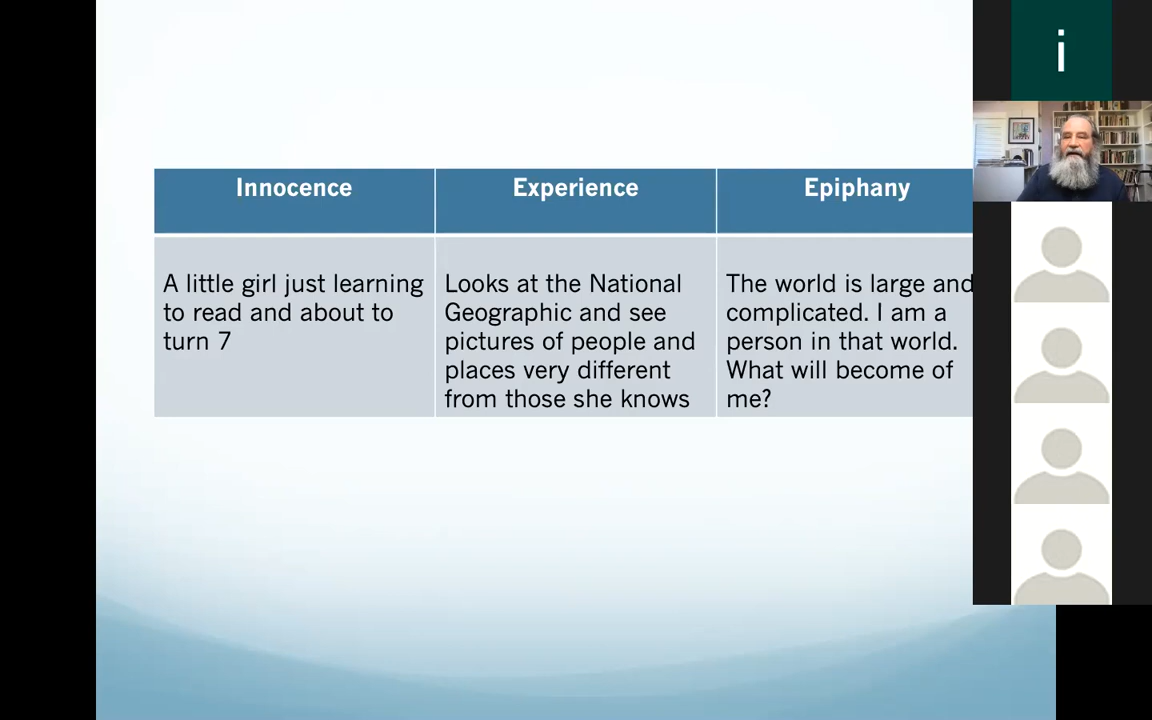 i
Innocence
Experience
Epiphany
A little girl just learning
to read and about to
turn 7
Looks at the National
Geographic and see
pictures of people and
places very different
from those she knows
The world is large and
complicated. I am a
person in that world.
What will become of
me?